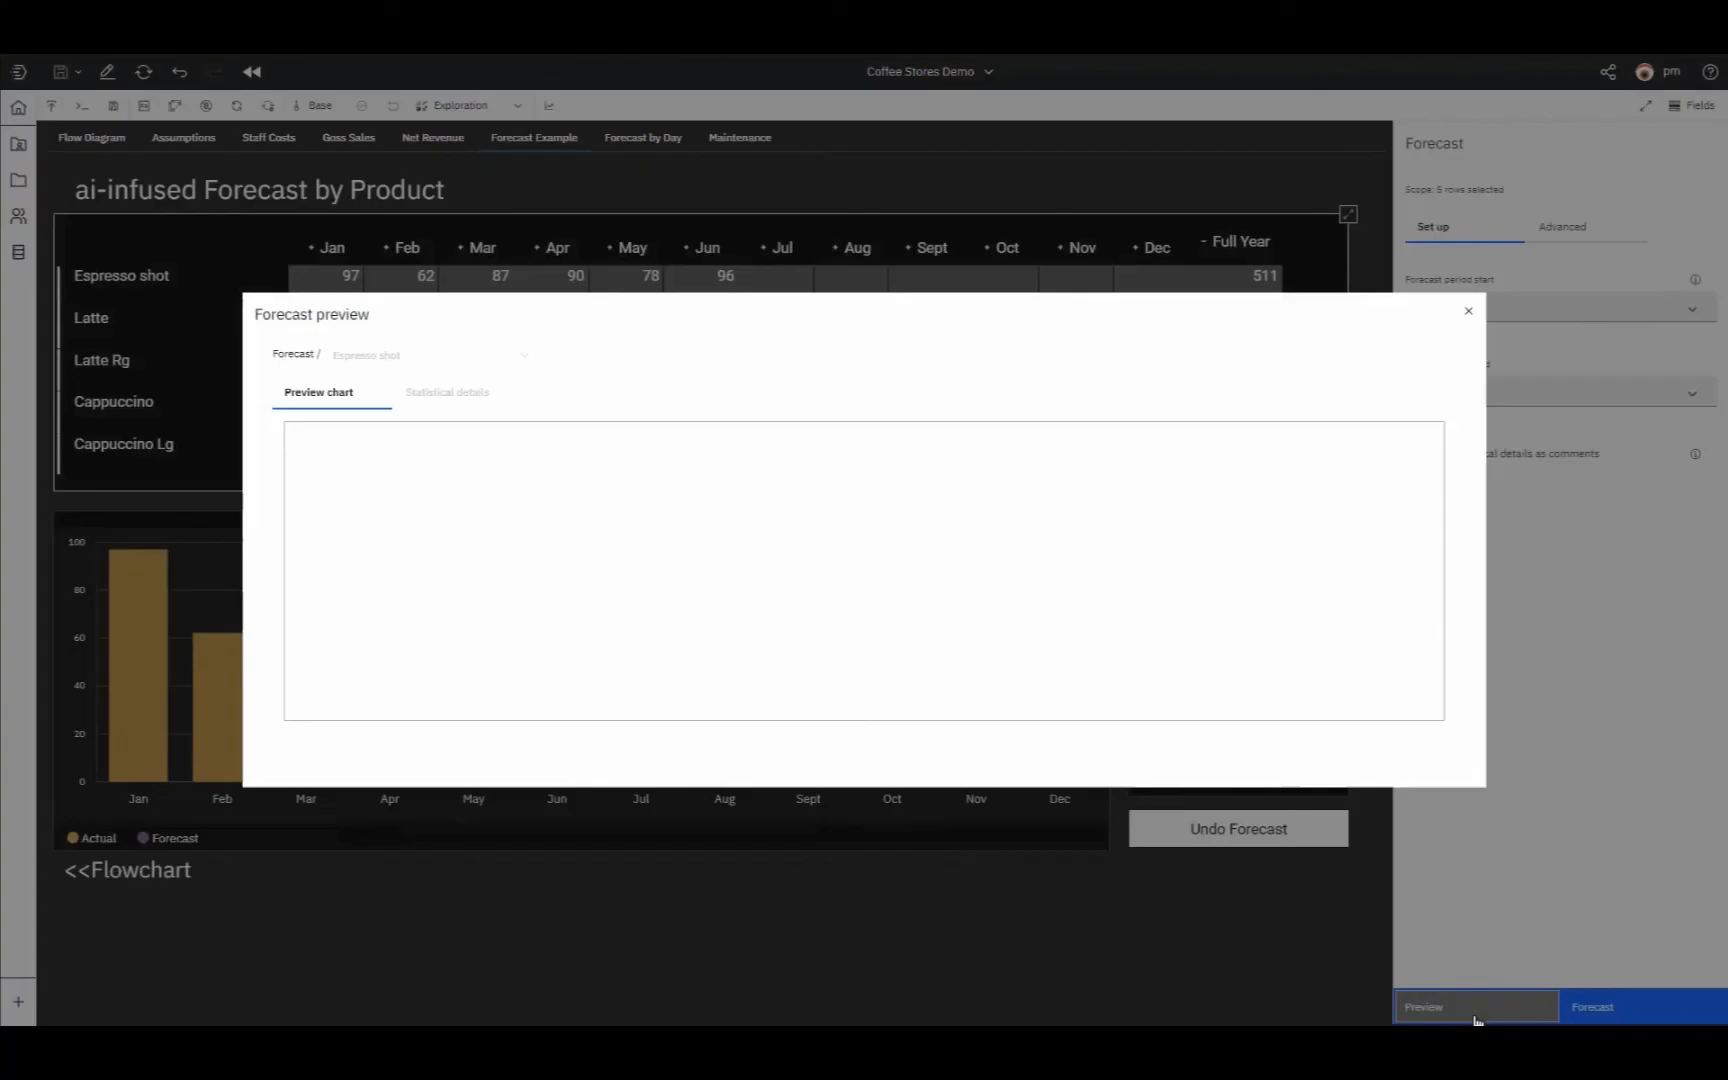 Coffee Stores Demo
pm
Base
Exploration
Fields
Flow Diagram
Assumptions
Staff Costs
Goss Sales
Net Revenue
Forecast Example
Forecast by Day
Maintenance
Forecast
Scope: 5 rows selected
Set up
Advanced
Forecast period start
al details as comments
ai-infused Forecast by Product
Jan Feb Mar Apr May Jun Jul Aug Sept Oct Nov Dec - Full Year
Espresso shot 97 62 87 90 78 96 511
Latte
Latte Rg
Cappuccino
Cappuccino Lg
Forecast preview
Forecast / Espresso shot
Preview chart
Statistical details
100
80
60
40
20
0
Jan Feb Mar Apr May Jun Jul Aug Sept Oct Nov Dec
Actual Forecast
Undo Forecast
<<Flowchart
Preview
Forecast